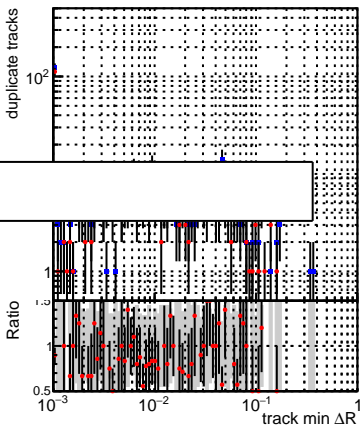 duplicate tracks
10²
1
Ratio
1.5
1
0.5
10⁻³ 10⁻² 10⁻¹ 1
track min ΔR